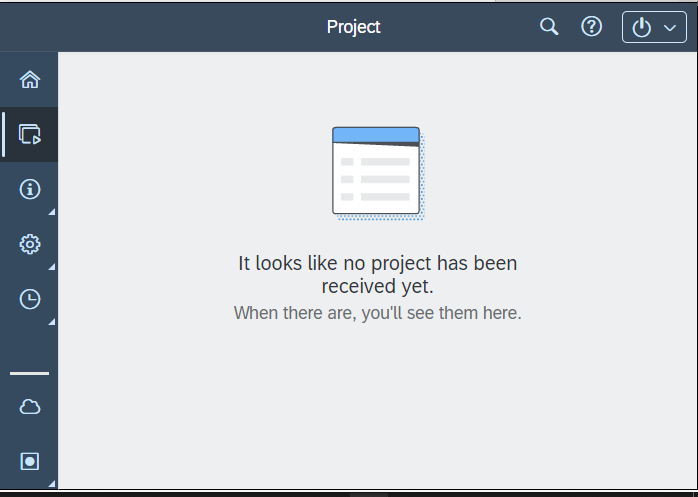 Project
It looks like no project has been
received yet.
When there are, you'll see them here.